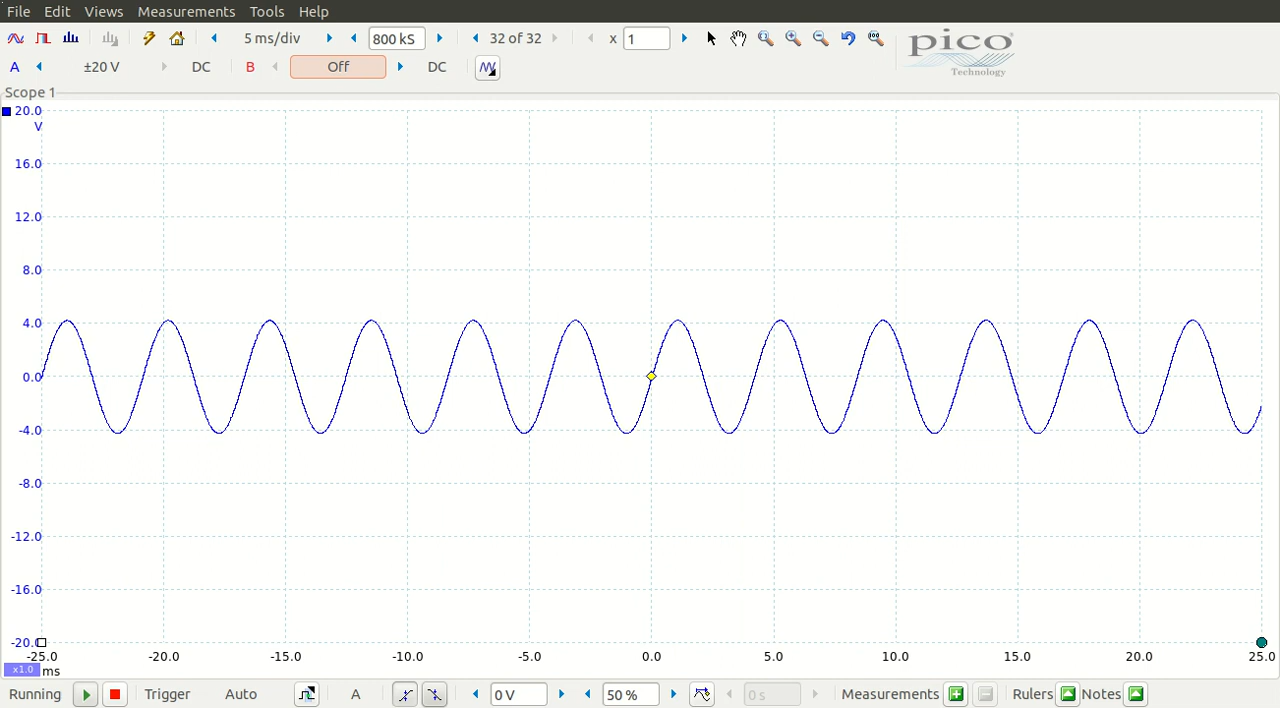 File Edit Views Measurements Tools Help
5 ms/div 800 kS 32 of 32 x 1
pico
Technology
A ±20 V DC B Off DC
Scope 1
20.0
V
16.0
12.0
8.0
4.0
0.0
-4.0
-8.0
-12.0
-16.0
-20.0
-25.0 -20.0 -15.0 -10.0 -5.0 0.0 5.0 10.0 15.0 20.0 25.0
x1.0 ms
Running Trigger Auto A 0 V 50 % 0 s Measurements Rulers Notes